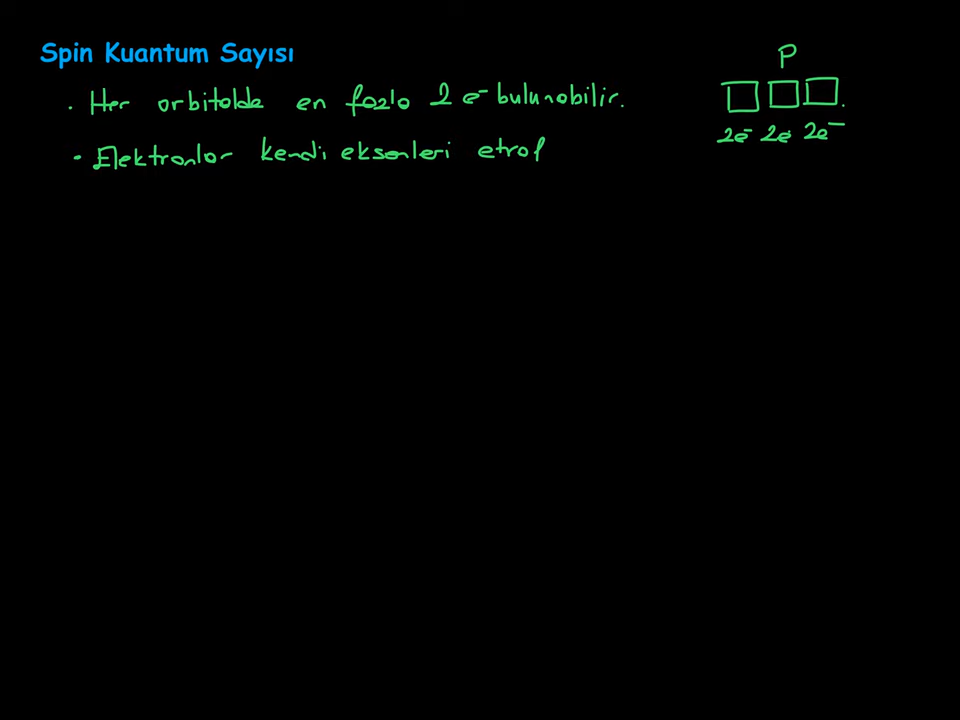 Spin Kuantum Sayısı
. Her orbitalde en fazla 2 e⁻ bulunabilir.
• Elektronlar kendi eksenleri etraf
P
2e⁻ 2e 2e⁻